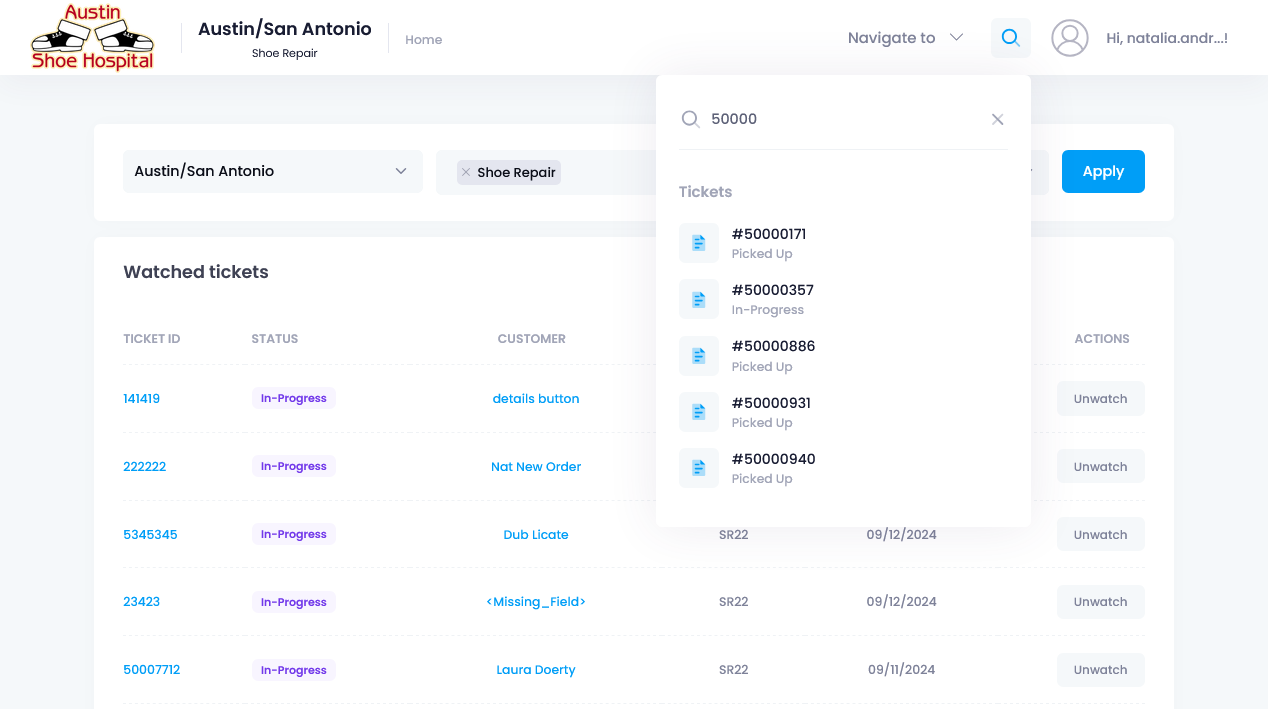 Austin
Shoe Hospital
Austin/San Antonio
Shoe Repair
Home
Navigate to
Hi, natalia.andr...!
50000
Tickets
#50000171
Picked Up
#50000357
In-Progress
#50000886
Picked Up
#50000931
Picked Up
#50000940
Picked Up
Austin/San Antonio
Shoe Repair
Apply
Watched tickets
TICKET ID STATUS CUSTOMER ACTIONS
141419 In-Progress details button Unwatch
222222 In-Progress Nat New Order Unwatch
5345345 In-Progress Dub Licate SR22 09/12/2024 Unwatch
23423 In-Progress <Missing_Field> SR22 09/12/2024 Unwatch
50007712 In-Progress Laura Doerty SR22 09/11/2024 Unwatch